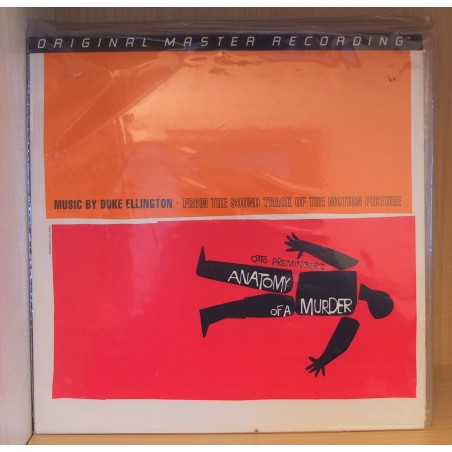 ORIGINAL MASTER RECORDING™
MUSIC BY DUKE ELLINGTON · FROM THE SOUND TRACK OF THE MOTION PICTURE
OTTO PREMINGER'S
ANATOMY
OF A MURDER